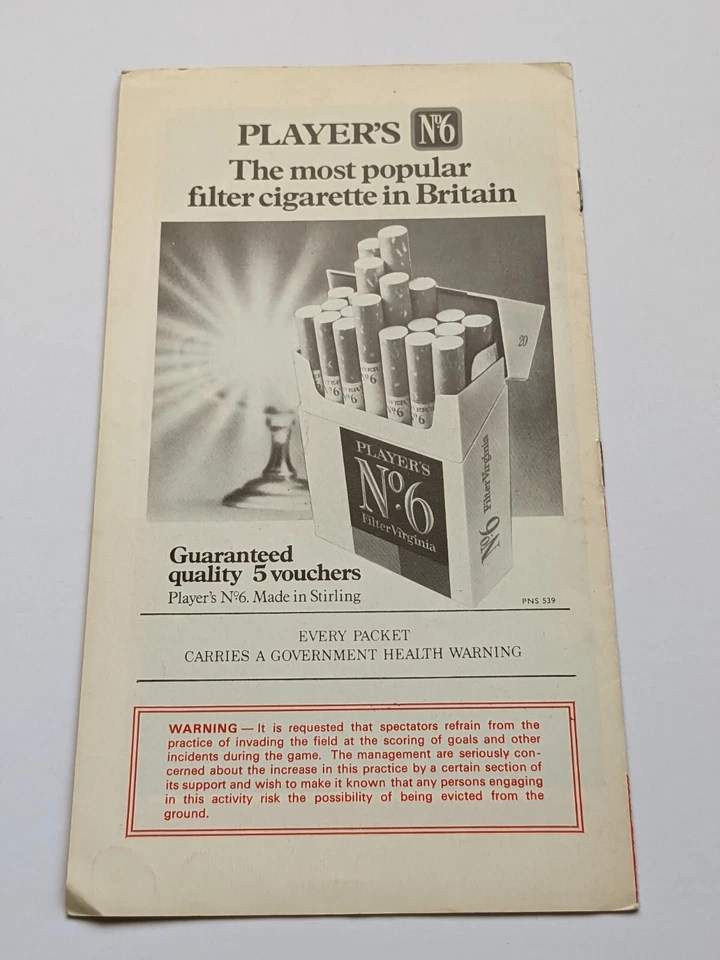 PLAYER'S Nº6
The most popular
filter cigarette in Britain
20
Nº6
PLAYER'S
Nº6
Filter Virginia
Nº6 Filter Virginia
Guaranteed
quality 5 vouchers
Player's Nº6. Made in Stirling
PNS 539
EVERY PACKET
CARRIES A GOVERNMENT HEALTH WARNING
WARNING — It is requested that spectators refrain from the
practice of invading the field at the scoring of goals and other
incidents during the game. The management are seriously con-
cerned about the increase in this practice by a certain section of
its support and wish to make it known that any persons engaging
in this activity risk the possibility of being evicted from the
ground.